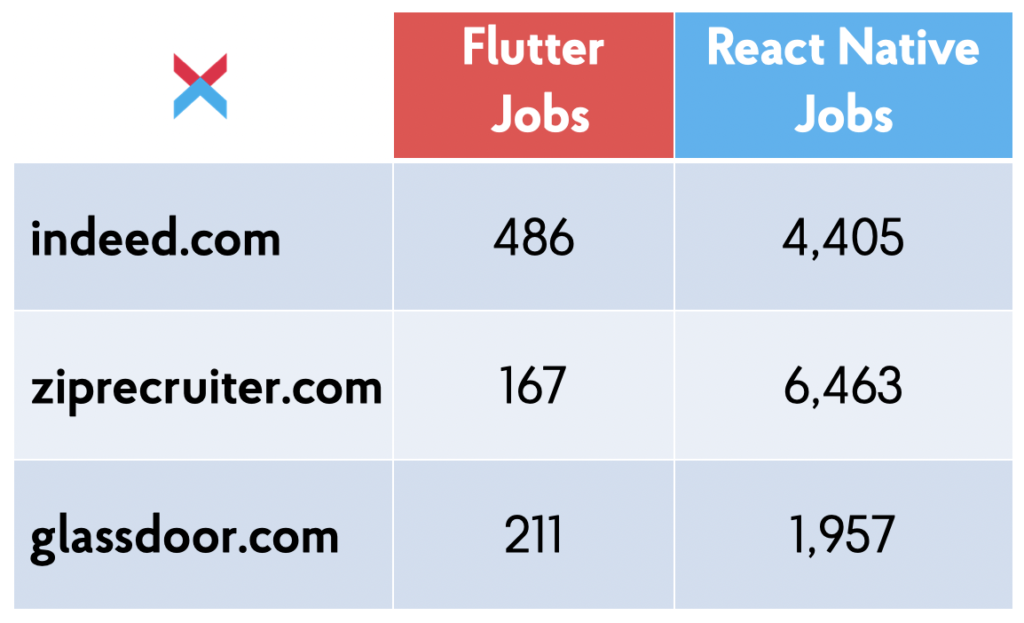 Flutter
Jobs
React Native
Jobs
indeed.com 486 4,405
ziprecruiter.com 167 6,463
glassdoor.com 211 1,957